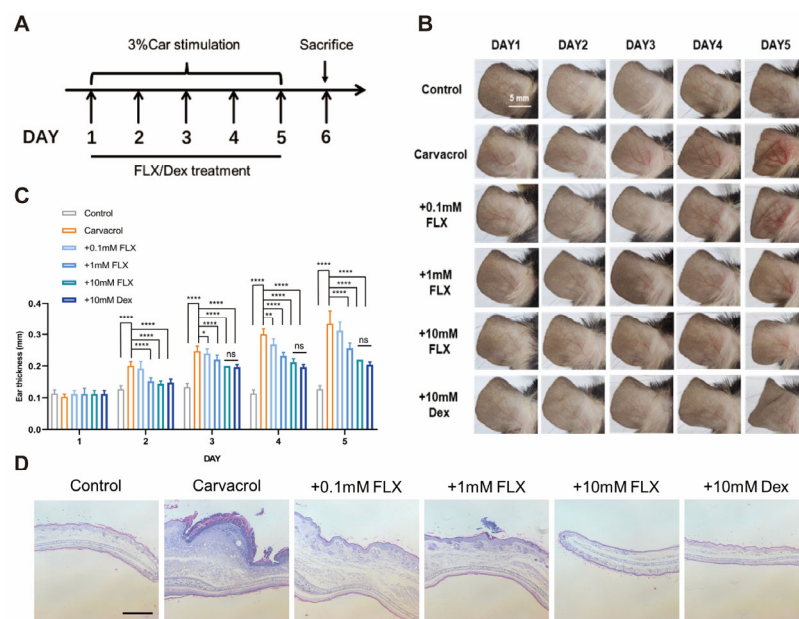 A
3%Car stimulation
Sacrifice
DAY
1
2
3
4
5
6
FLX/Dex treatment
B
DAY1
DAY2
DAY3
DAY4
DAY5
Control
5 mm
Carvacrol
+0.1mM
FLX
+1mM
FLX
+10mM
FLX
+10mM
Dex
C
Control
Carvacrol
+0.1mM FLX
+1mM FLX
+10mM FLX
+10mM Dex
Ear thickness (mm)
0.4
0.3
0.2
0.1
0.0
****
****
****
****
****
****
****
*
ns
****
****
****
****
**
ns
****
****
****
****
ns
1
2
3
4
5
DAY
D
Control
Carvacrol
+0.1mM FLX
+1mM FLX
+10mM FLX
+10mM Dex